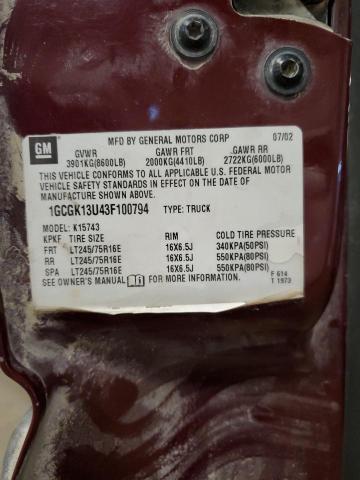 MFD BY GENERAL MOTORS CORP 07/02
GM
GVWR GAWR FRT GAWR RR
3901KG(8600LB) 2000KG(4410LB) 2722KG(6000LB)
THIS VEHICLE CONFORMS TO ALL APPLICABLE U.S. FEDERAL MOTOR
VEHICLE SAFETY STANDARDS IN EFFECT ON THE DATE OF
MANUFACTURE SHOWN ABOVE.
1GCGK13U43F100794 TYPE: TRUCK
MODEL: K15743
KPKF TIRE SIZE RIM COLD TIRE PRESSURE
FRT LT245/75R16E 16X6.5J 340KPA(50PSI)
RR LT245/75R16E 16X6.5J 550KPA(80PSI)
SPA LT245/75R16E 16X6.5J 550KPA(80PSI)
SEE OWNER'S MANUAL F 614
T 1973